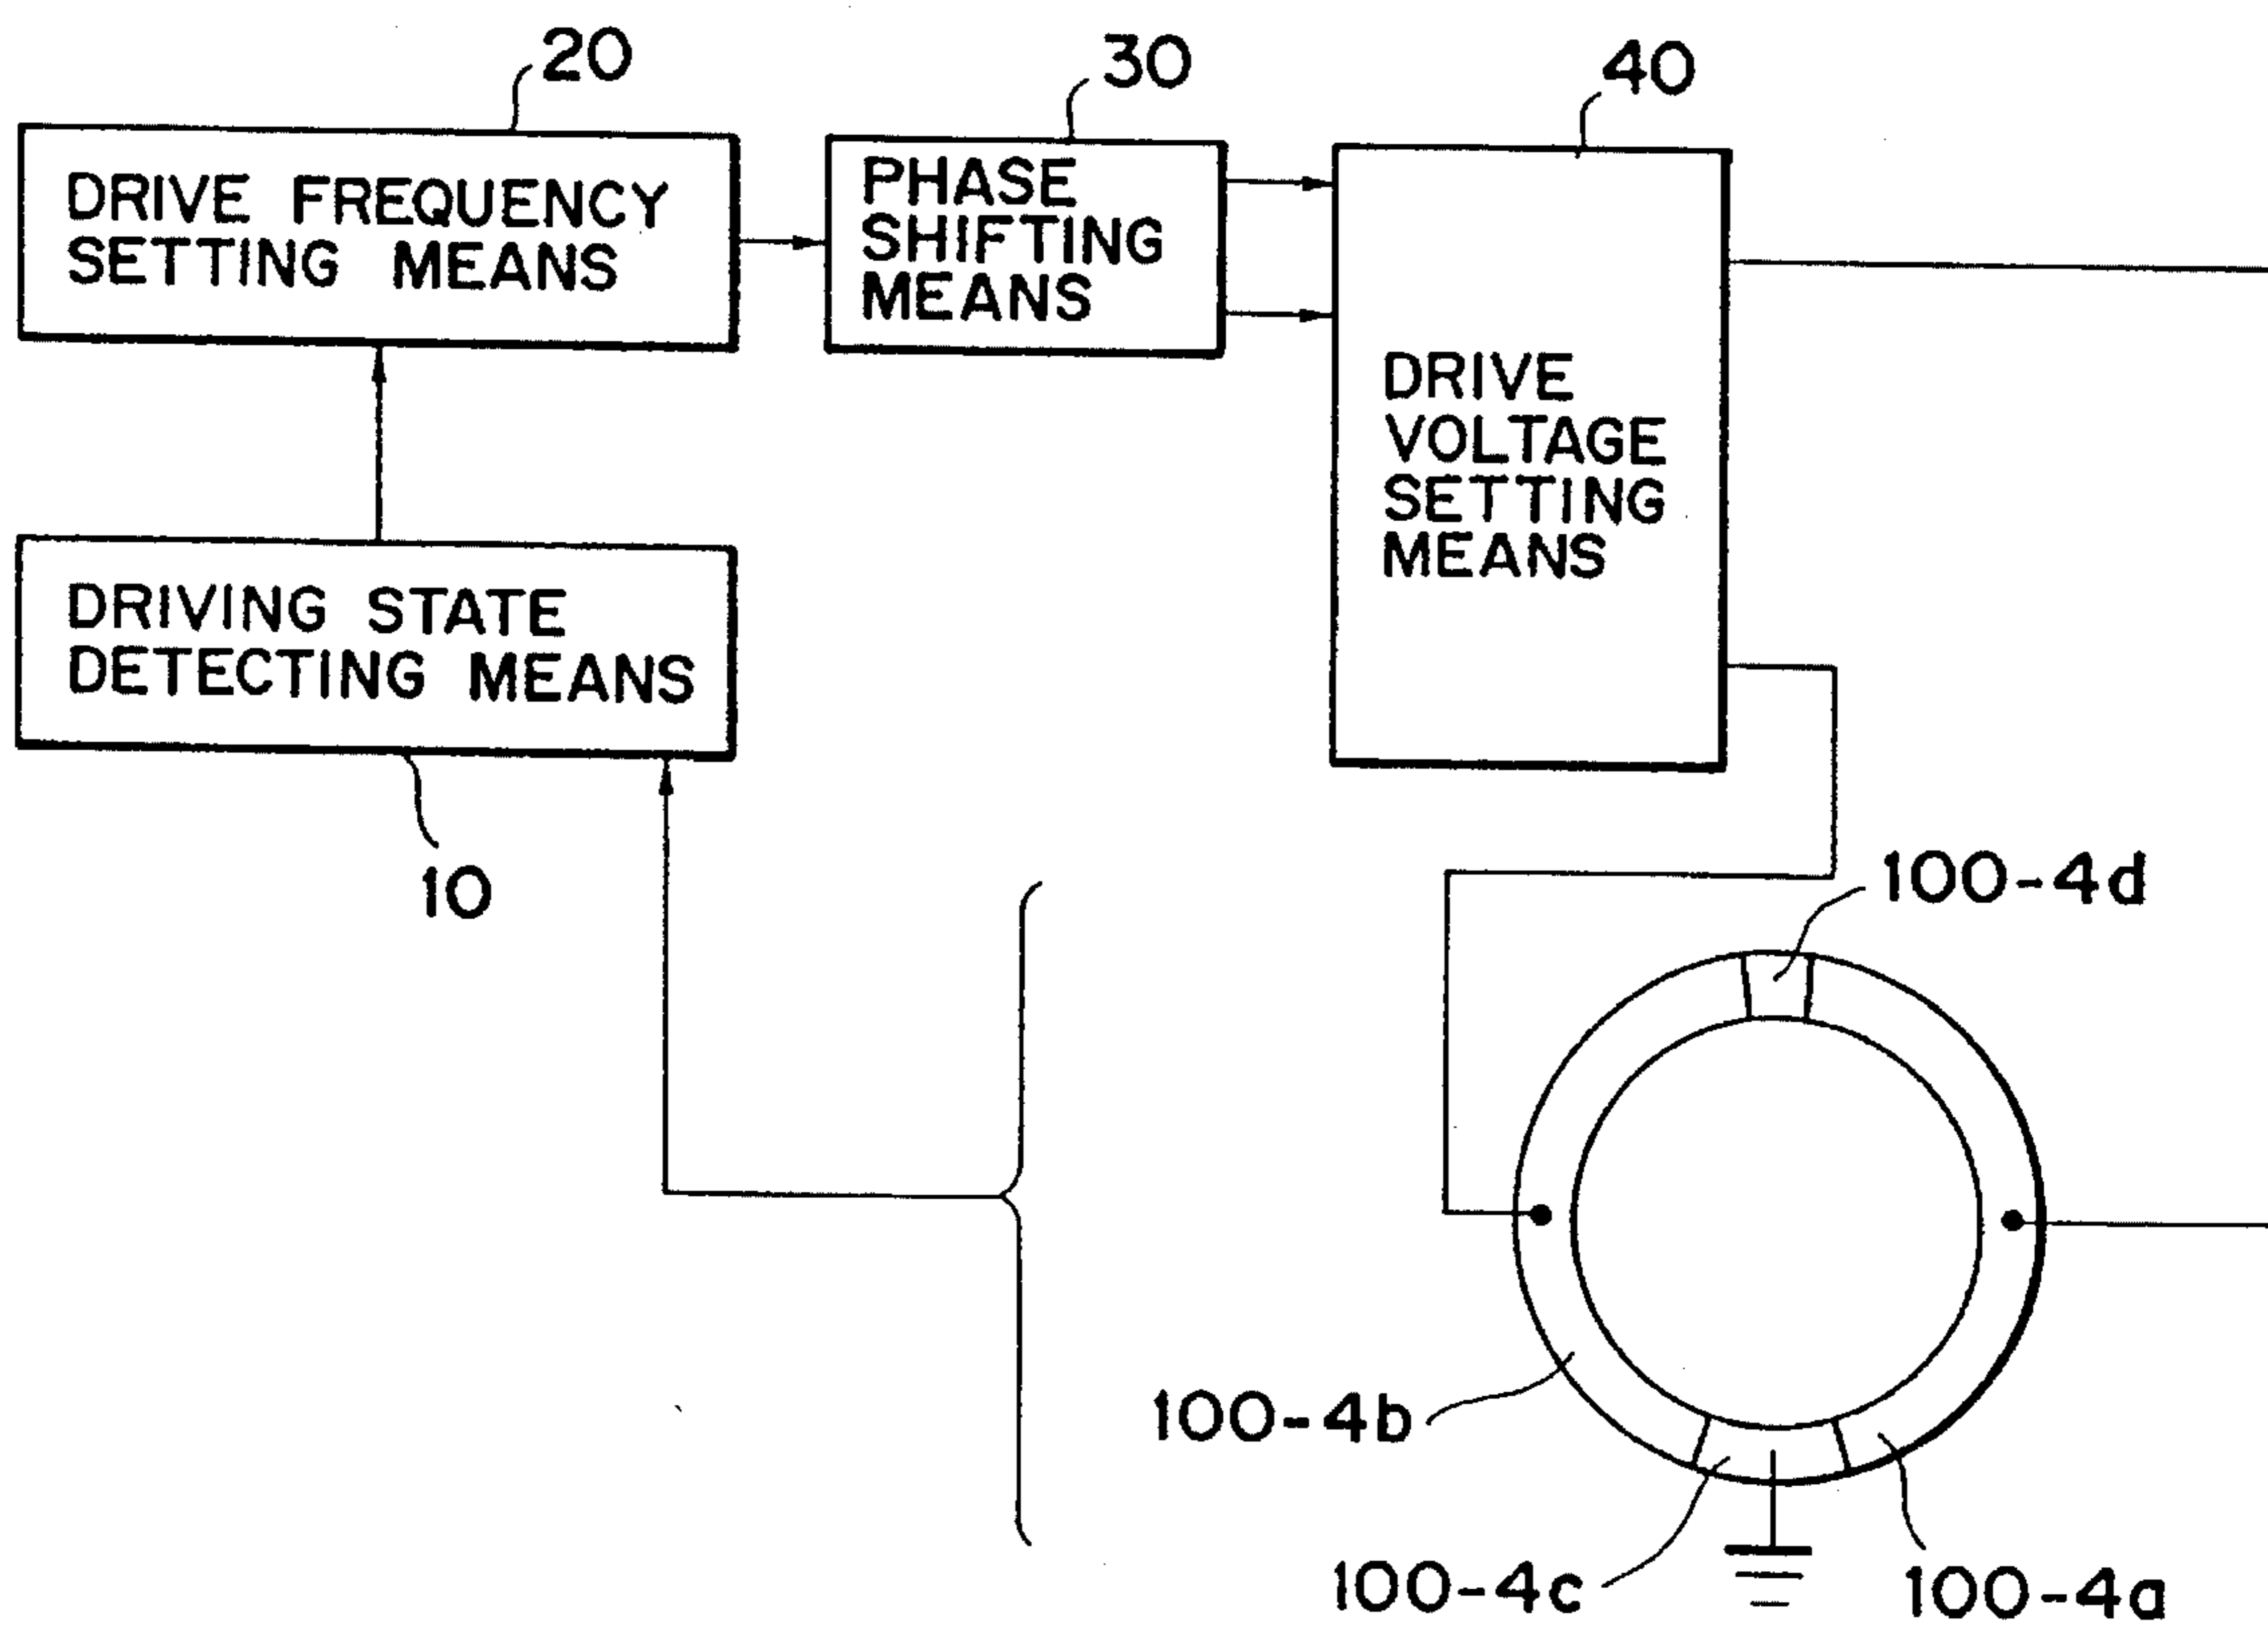 20
30
40
DRIVE FREQUENCY
SETTING MEANS
PHASE
SHIFTING
MEANS
DRIVE
VOLTAGE
SETTING
MEANS
DRIVING STATE
DETECTING MEANS
10
100-4d
100-4b
100-4c
100-4a